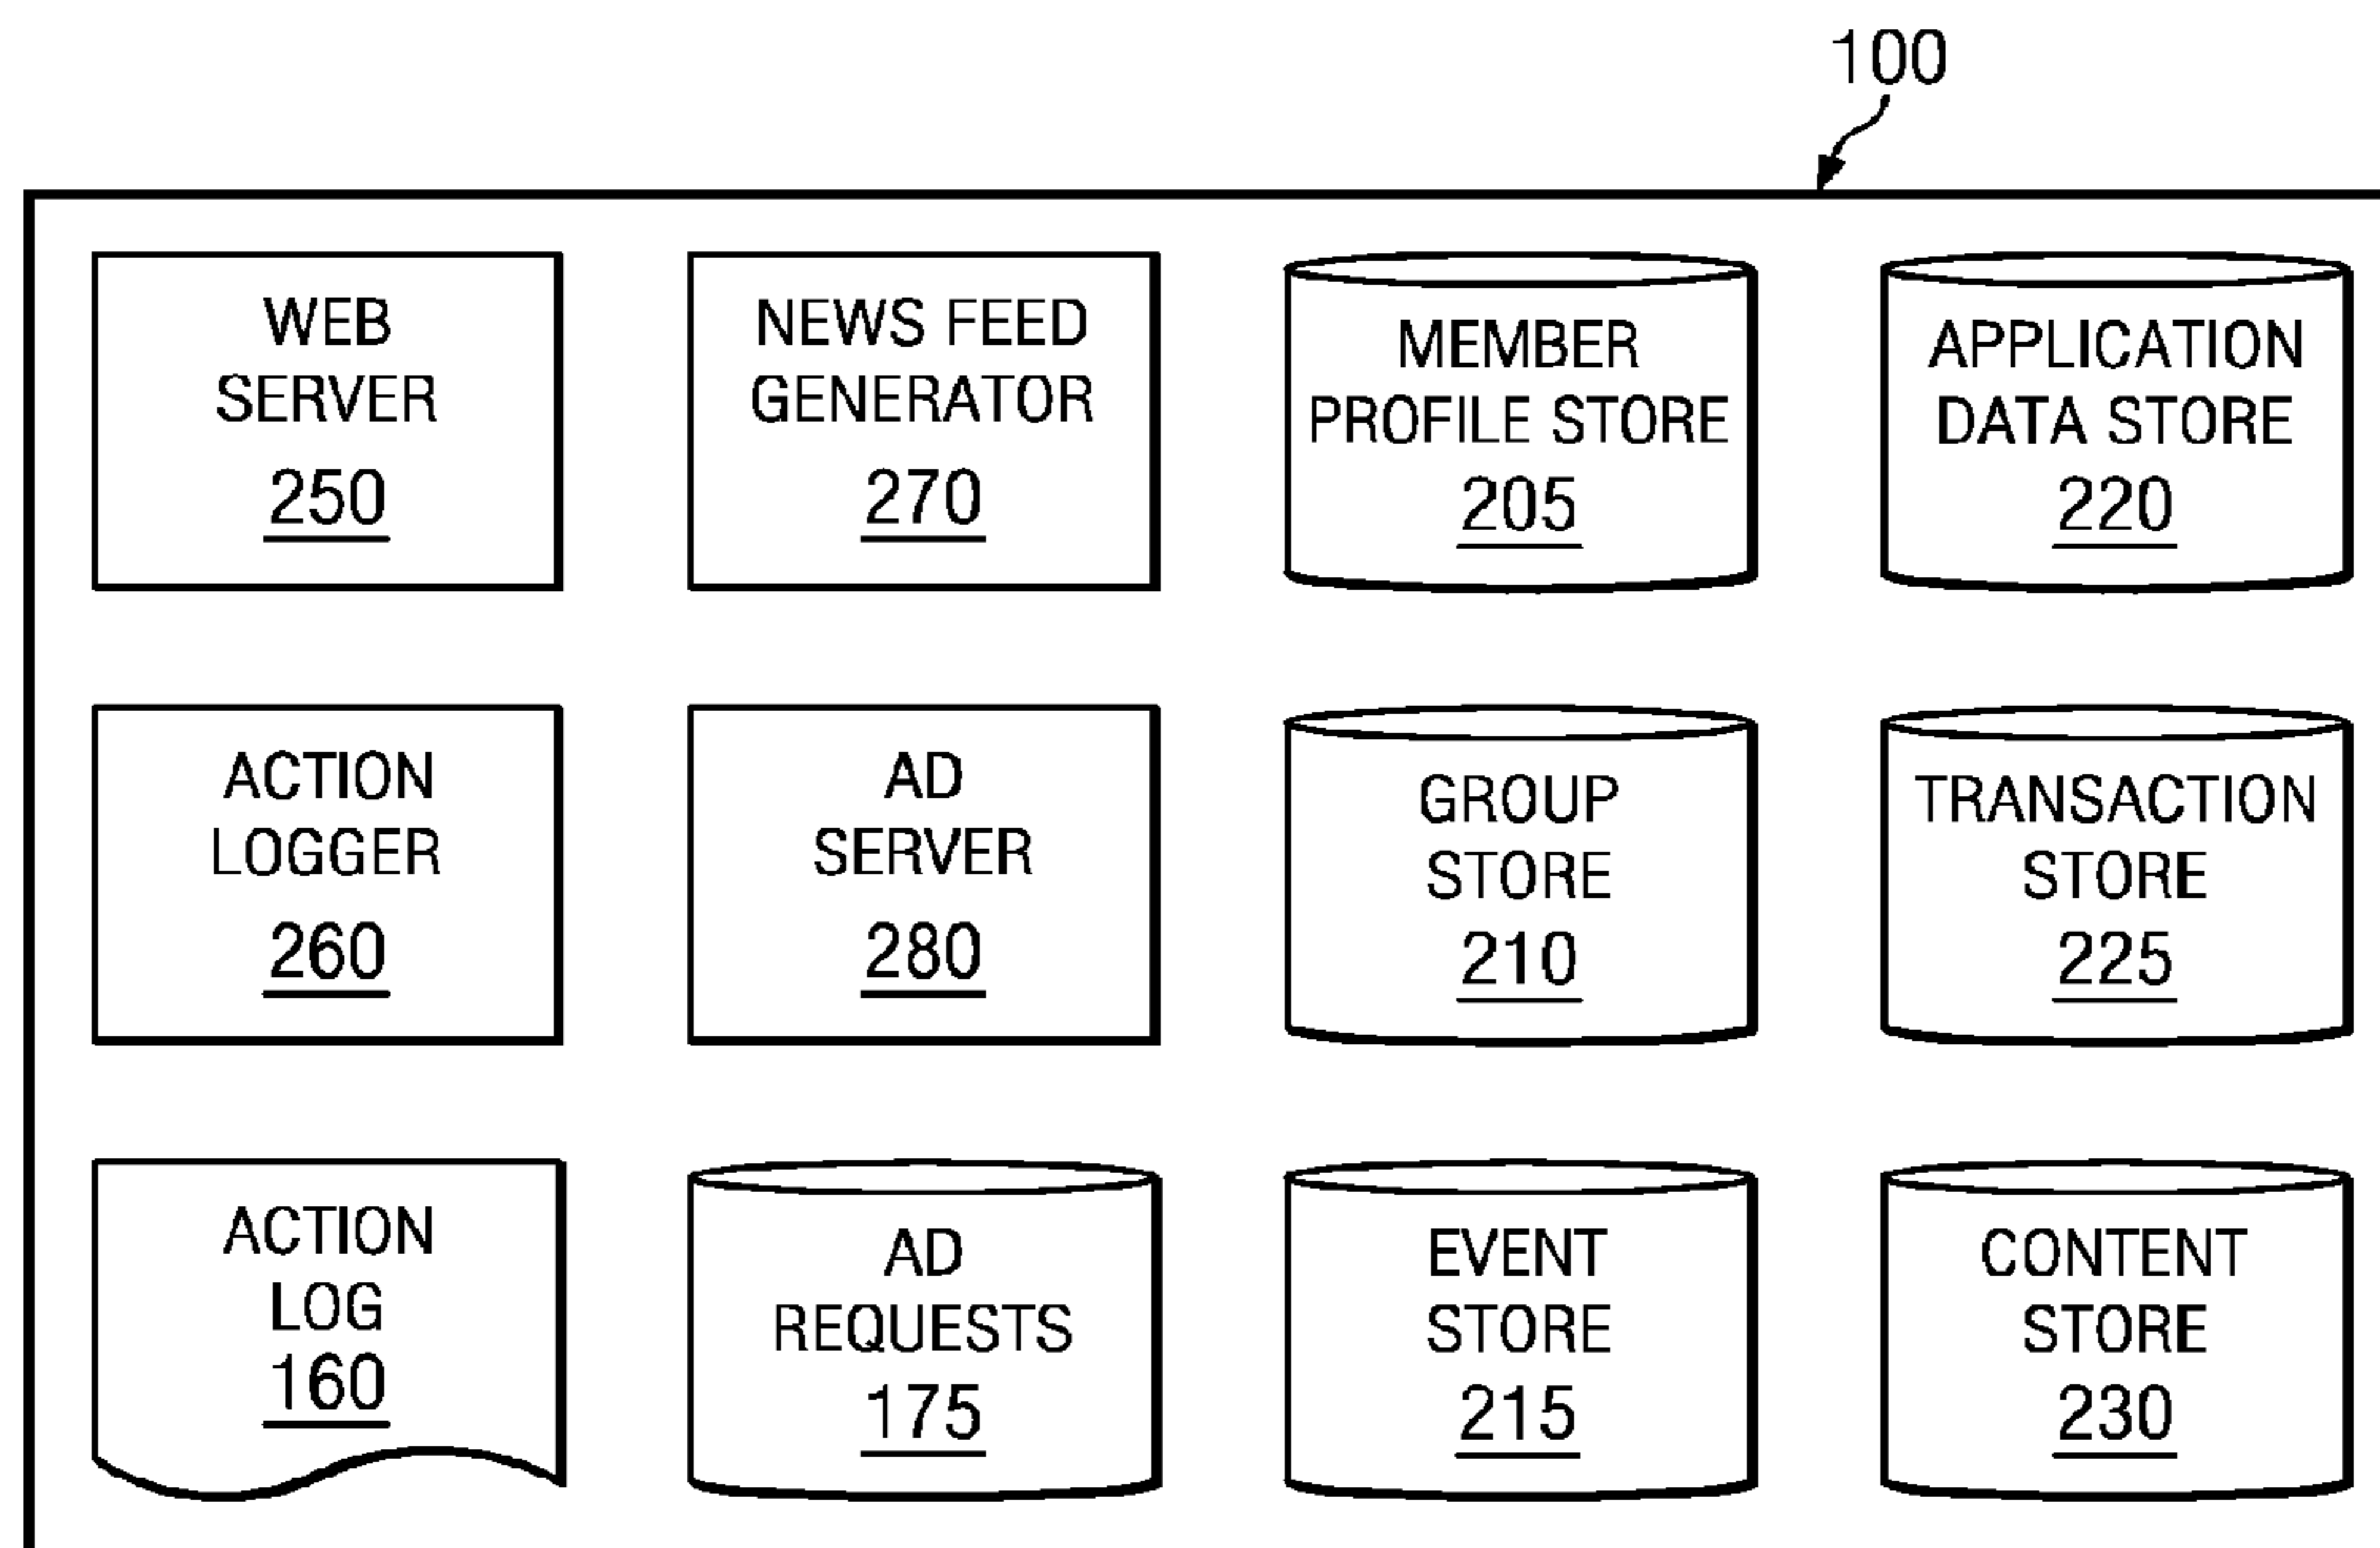 100
WEB
SERVER
250
NEWS FEED
GENERATOR
270
MEMBER
PROFILE STORE
205
APPLICATION
DATA STORE
220
ACTION
LOGGER
260
AD
SERVER
280
GROUP
STORE
210
TRANSACTION
STORE
225
ACTION
LOG
160
AD
REQUESTS
175
EVENT
STORE
215
CONTENT
STORE
230